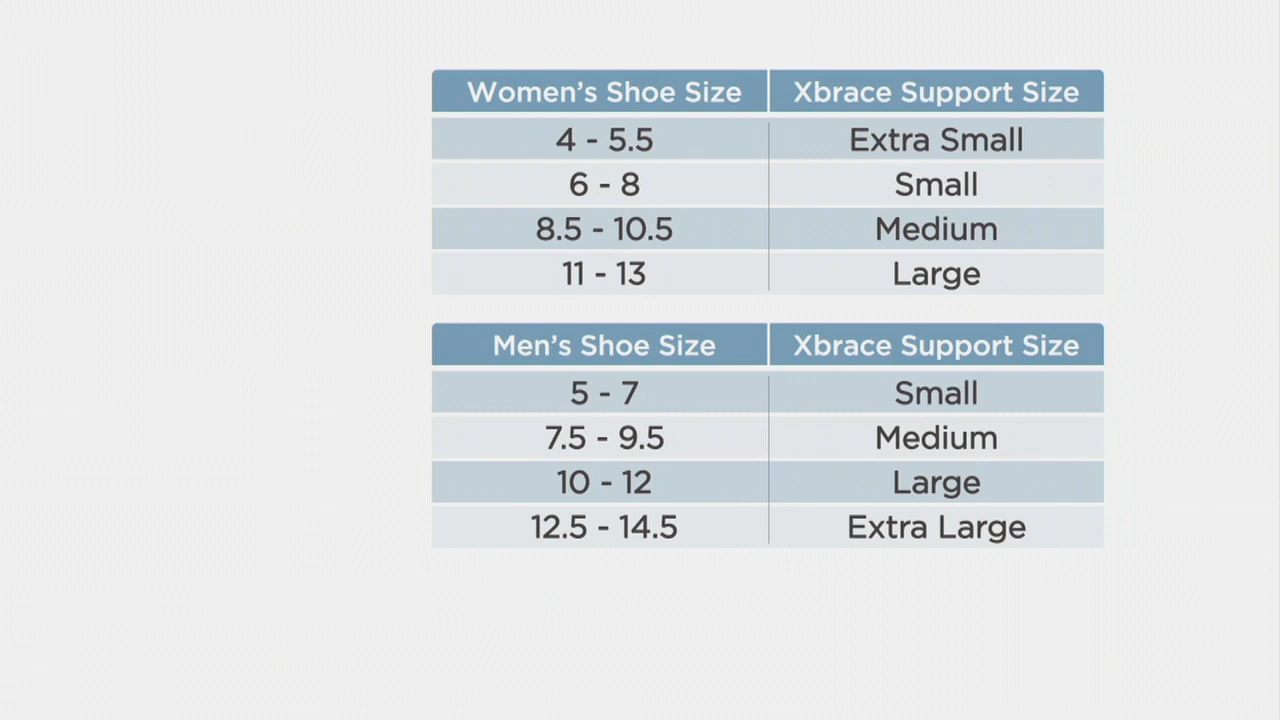 Women's Shoe Size Xbrace Support Size
4 - 5.5 Extra Small
6 - 8 Small
8.5 - 10.5 Medium
11 - 13 Large
Men's Shoe Size Xbrace Support Size
5 - 7 Small
7.5 - 9.5 Medium
10 - 12 Large
12.5 - 14.5 Extra Large